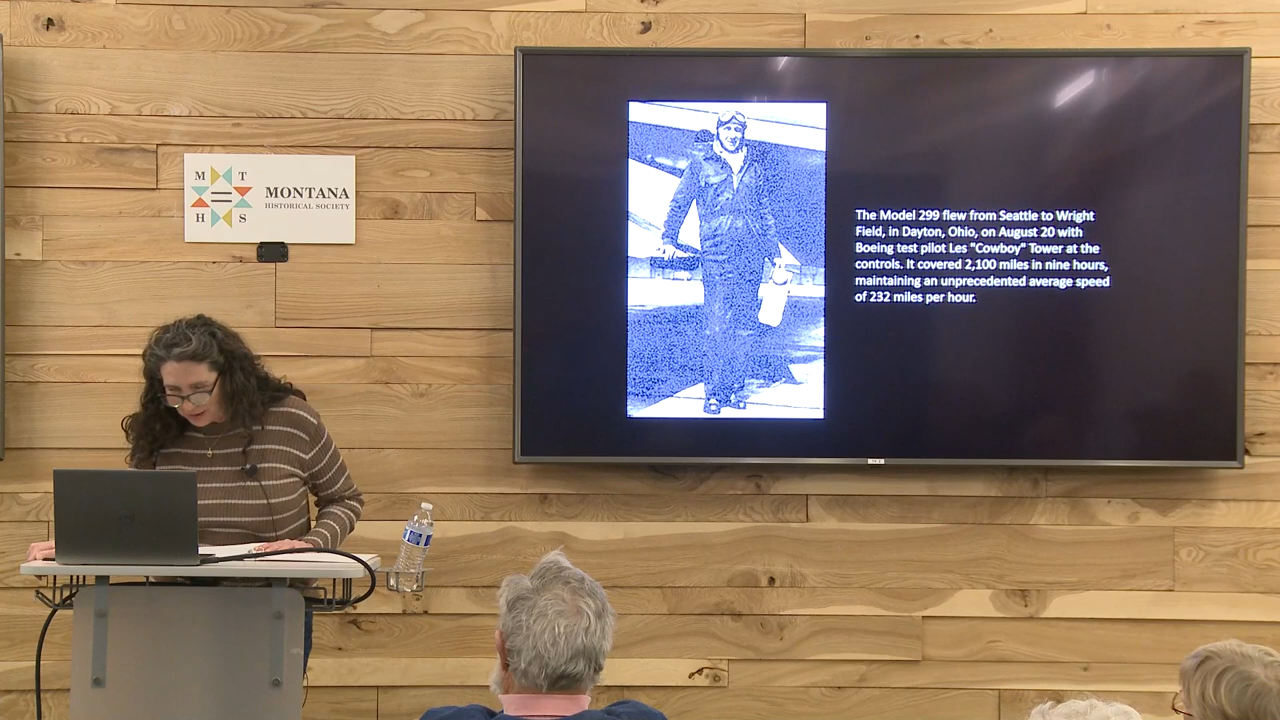 M T
H S
MONTANA
HISTORICAL SOCIETY
The Model 299 flew from Seattle to Wright
Field, in Dayton, Ohio, on August 20 with
Boeing test pilot Les "Cowboy" Tower at the
controls. It covered 2,100 miles in nine hours,
maintaining an unprecedented average speed
of 232 miles per hour.